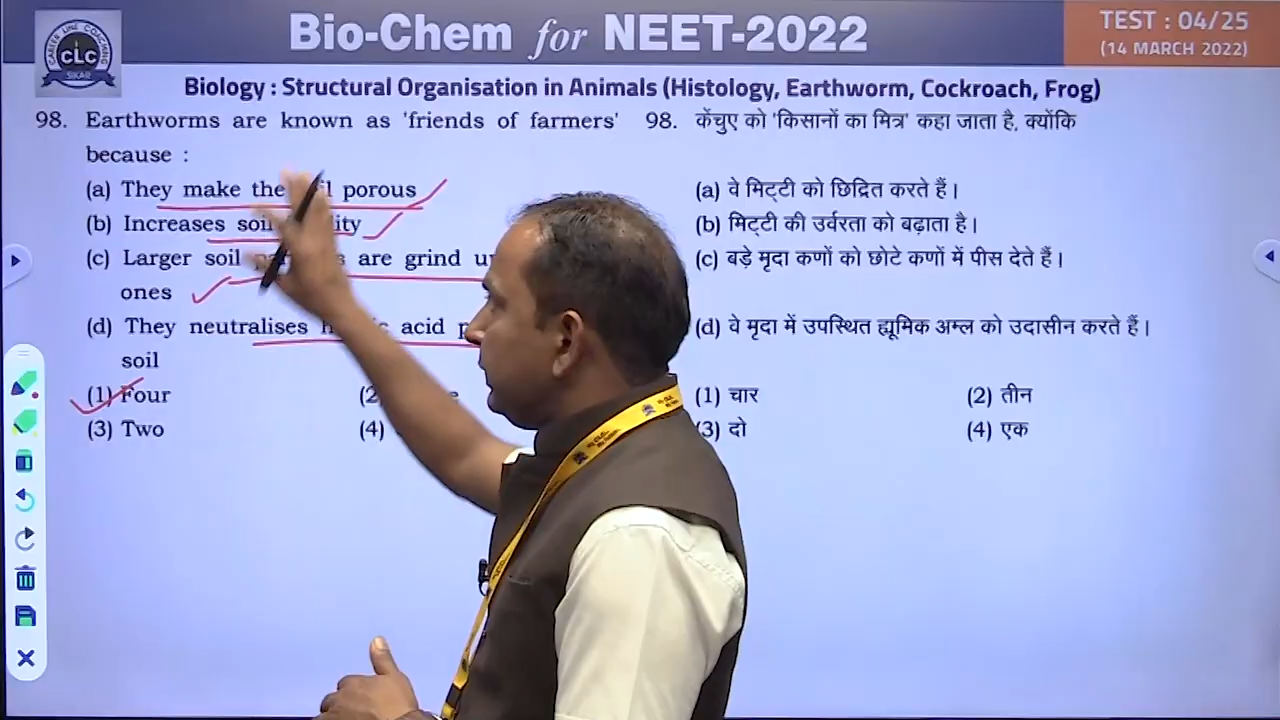 Bio-Chem for NEET-2022
TEST : 04/25
(14 MARCH 2022)
CLC
SIKAR
Biology : Structural Organisation in Animals (Histology, Earthworm, Cockroach, Frog)
98. Earthworms are known as 'friends of farmers'
because :
(a) They make the porous
(b) Increases
(c) Larger soil are grind
ones
(d) They neutralises acid
soil
(1) Four
(3) Two
(4)
98. केंचुए को 'किसानों का मित्र' कहा जाता है, क्योंकि
(a) वे मिट्टी को छिद्रित करते हैं।
(b) मिट्टी की उर्वरता को बढ़ाता है।
(c) बड़े मृदा कणों को छोटे कणों में पीस देते हैं।
(d) वे मृदा में उपस्थित ह्यूमिक अम्ल को उदासीन करते हैं।
(1) चार (2) तीन
(3) दो (4) एक